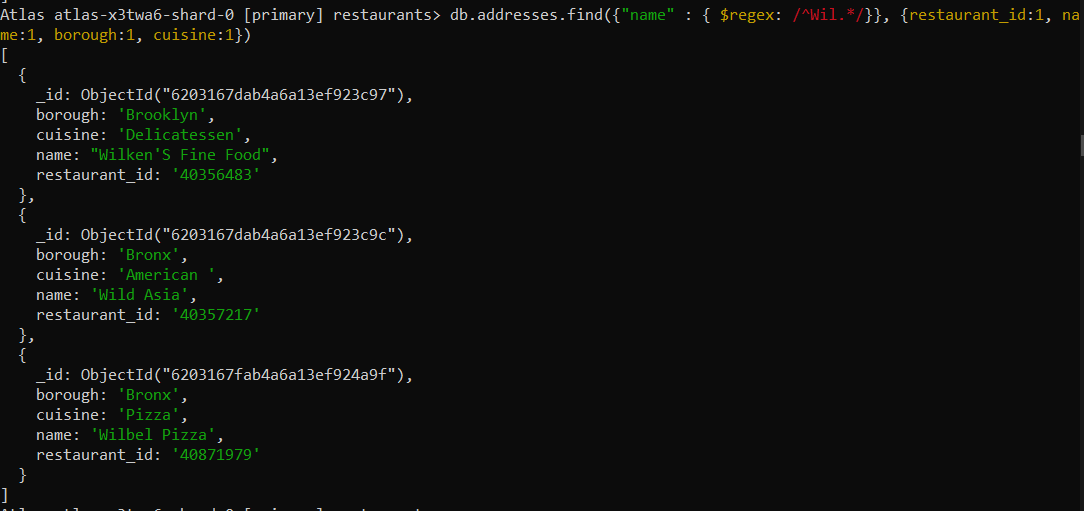 Atlas atlas-x3twa6-shard-0 [primary] restaurants> db.addresses.find({"name" : { $regex: /^Wil.*/}}, {restaurant_id:1, na
me:1, borough:1, cuisine:1})
[
  {
    _id: ObjectId("6203167dab4a6a13ef923c97"),
    borough: 'Brooklyn',
    cuisine: 'Delicatessen',
    name: "Wilken'S Fine Food",
    restaurant_id: '40356483'
  },
  {
    _id: ObjectId("6203167dab4a6a13ef923c9c"),
    borough: 'Bronx',
    cuisine: 'American ',
    name: 'Wild Asia',
    restaurant_id: '40357217'
  },
  {
    _id: ObjectId("6203167fab4a6a13ef924a9f"),
    borough: 'Bronx',
    cuisine: 'Pizza',
    name: 'Wilbel Pizza',
    restaurant_id: '40871979'
  }
]